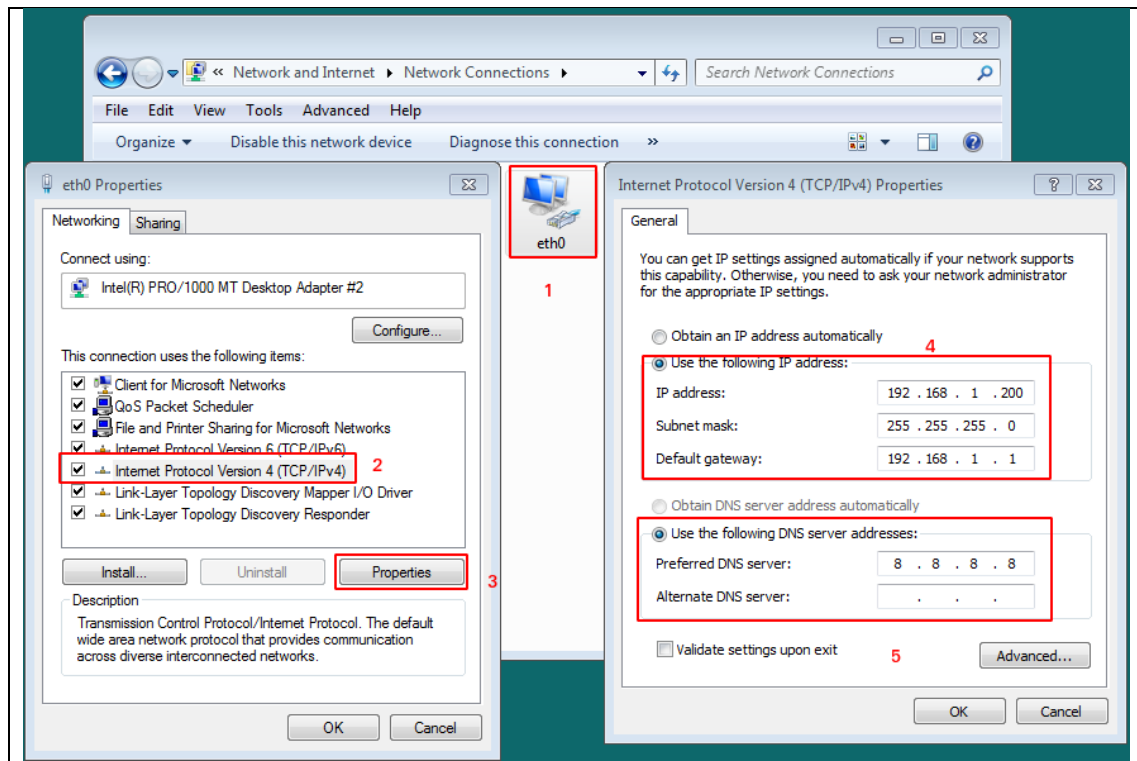 « Network and Internet Network Connections
Search Network Connections
File Edit View Tools Advanced Help
Organize Disable this network device Diagnose this connection »
eth0 Properties
Networking Sharing
Connect using:
Intel(R) PRO/1000 MT Desktop Adapter #2
Configure...
This connection uses the following items:
Client for Microsoft Networks
QoS Packet Scheduler
File and Printer Sharing for Microsoft Networks
Internet Protocol Version 6 (TCP/IPv6)
Internet Protocol Version 4 (TCP/IPv4) 2
Link-Layer Topology Discovery Mapper I/O Driver
Link-Layer Topology Discovery Responder
Install... Uninstall Properties 3
Description
Transmission Control Protocol/Internet Protocol. The default
wide area network protocol that provides communication
across diverse interconnected networks.
OK Cancel
eth0
1
Internet Protocol Version 4 (TCP/IPv4) Properties
General
You can get IP settings assigned automatically if your network supports
this capability. Otherwise, you need to ask your network administrator
for the appropriate IP settings.
Obtain an IP address automatically
4
Use the following IP address:
IP address: 192 . 168 . 1 . 200
Subnet mask: 255 . 255 . 255 . 0
Default gateway: 192 . 168 . 1 . 1
Obtain DNS server address automatically
Use the following DNS server addresses:
Preferred DNS server: 8 . 8 . 8 . 8
Alternate DNS server: . . .
Validate settings upon exit 5
Advanced...
OK Cancel